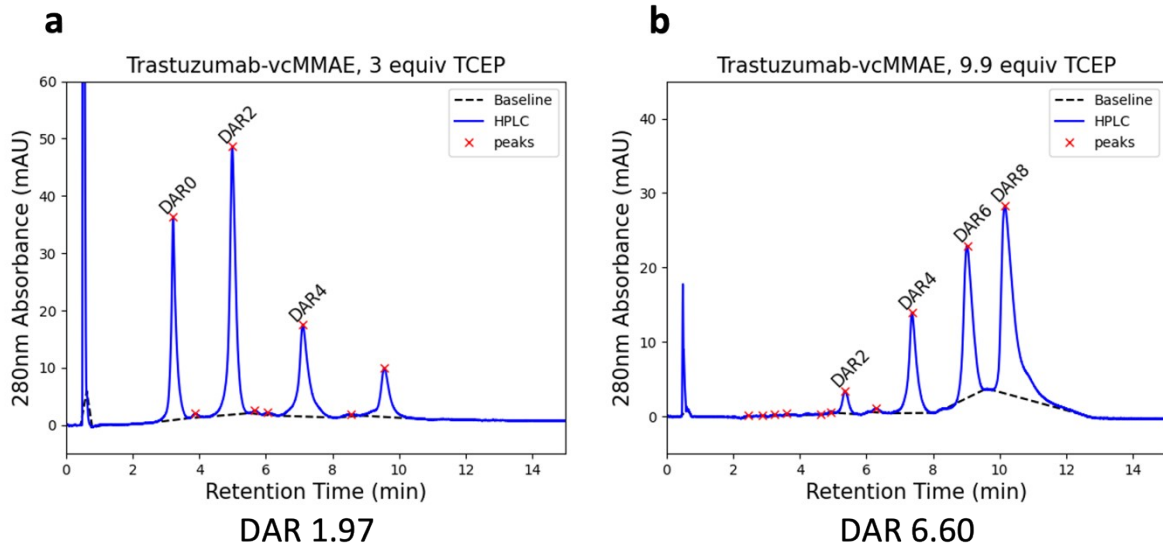 a
Trastuzumab-vcMMAE, 3 equiv TCEP
60
50
40
30
20
10
0
280nm Absorbance (mAU)
Baseline
HPLC
peaks
DAR0
DAR2
DAR4
0 2 4 6 8 10 12 14
Retention Time (min)
DAR 1.97
b
Trastuzumab-vcMMAE, 9.9 equiv TCEP
40
30
20
10
0
280nm Absorbance (mAU)
Baseline
HPLC
peaks
DAR2
DAR4
DAR6
DAR8
0 2 4 6 8 10 12 14
Retention Time (min)
DAR 6.60